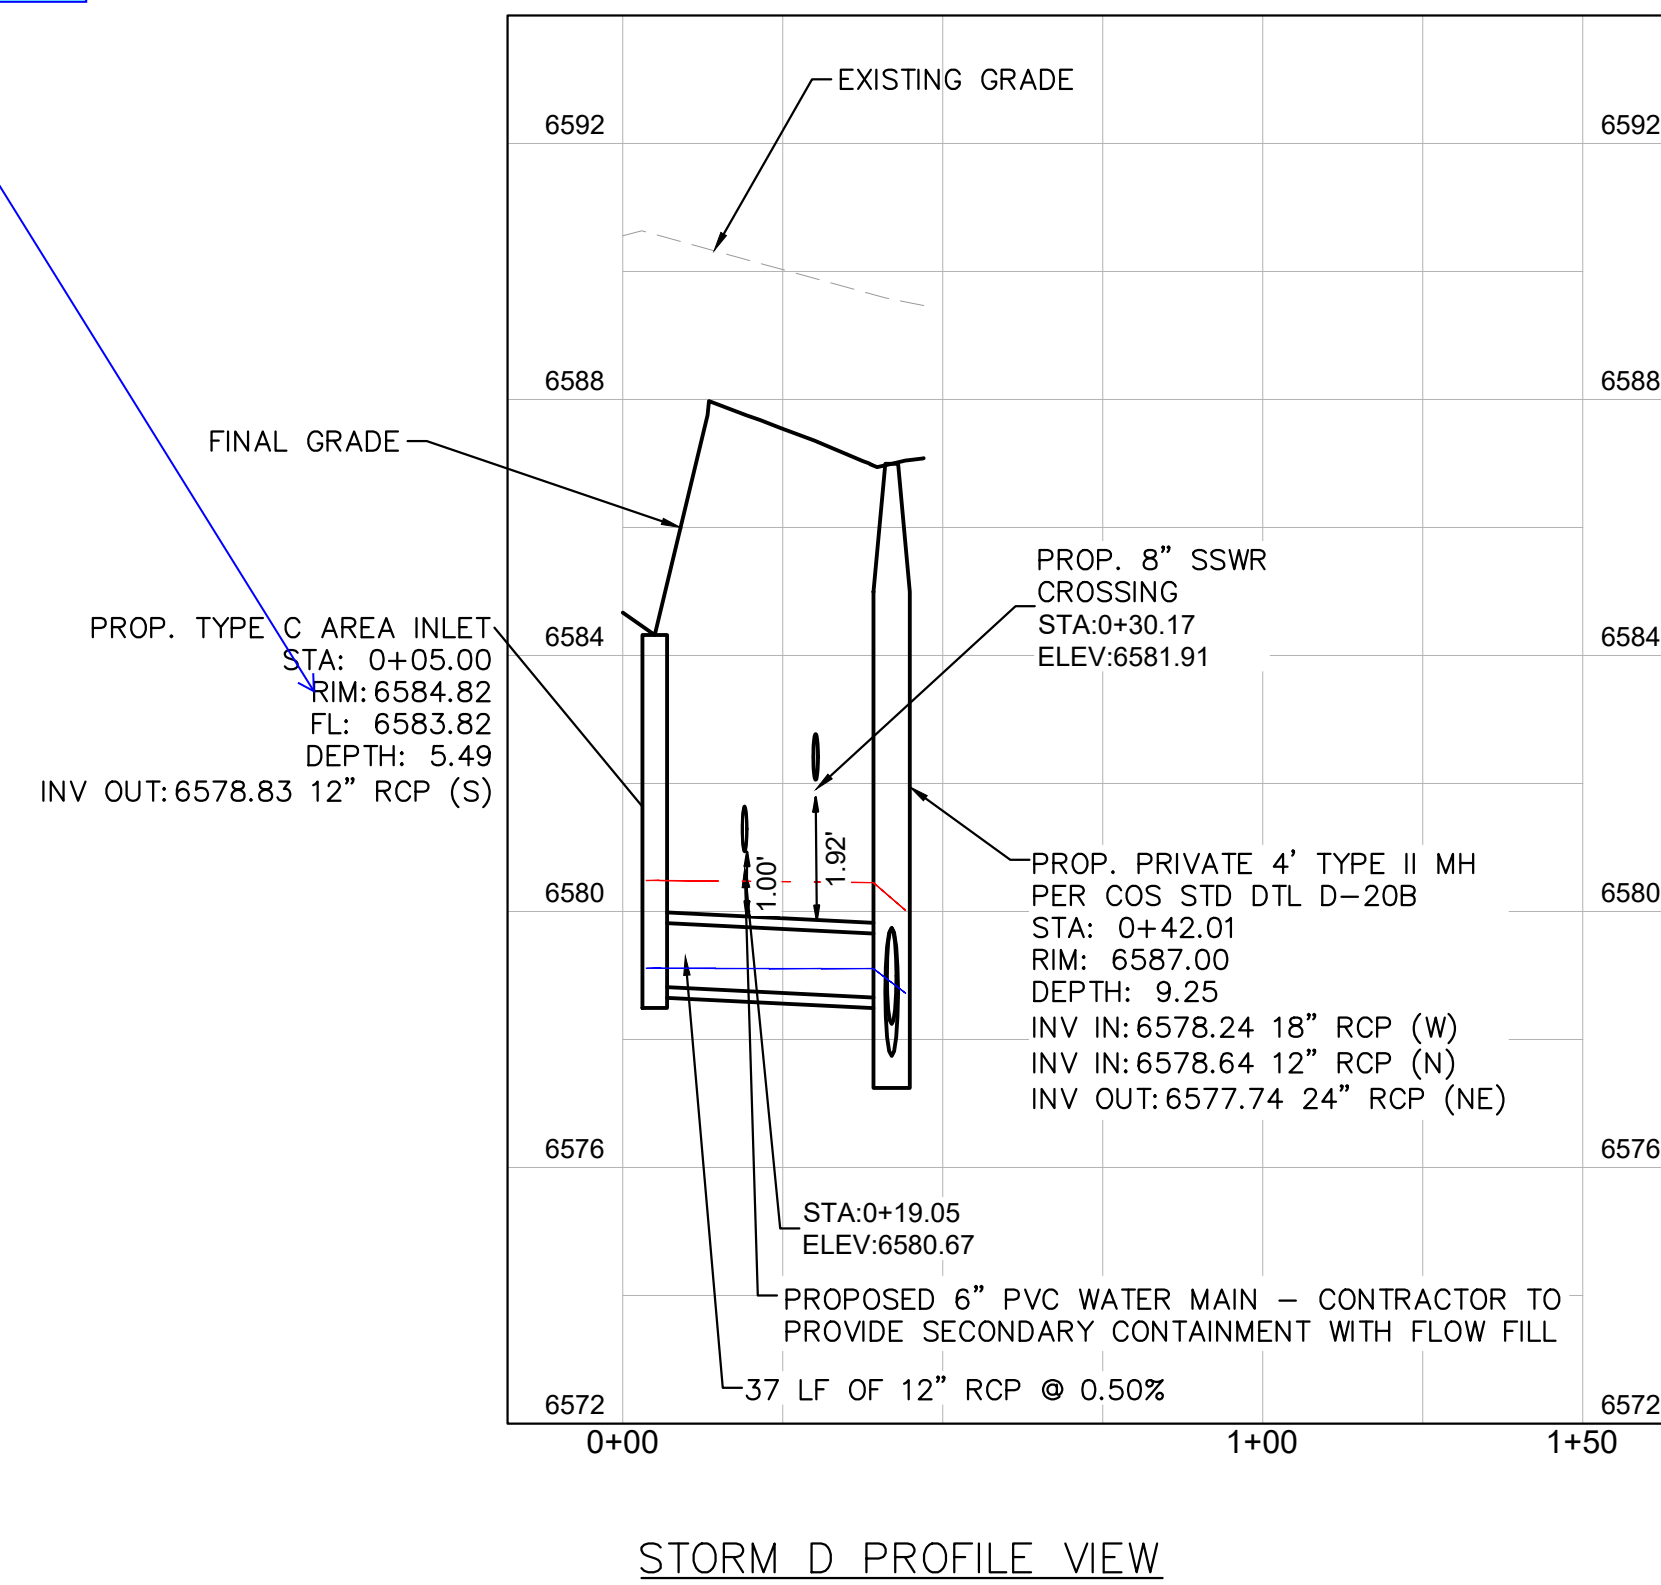 EXISTING GRADE
6592
6592
6588
6588
FINAL GRADE
PROP. 8” SSWR
CROSSING
STA:0+30.17
ELEV:6581.91
PROP. TYPE C AREA INLET
STA: 0+05.00
RIM:6584.82
FL: 6583.82
DEPTH: 5.49
INV OUT:6578.83 12” RCP (S)
6584
6584
1.00'
1.92'
PROP. PRIVATE 4' TYPE II MH
PER COS STD DTL D-20B
STA: 0+42.01
RIM: 6587.00
DEPTH: 9.25
INV IN:6578.24 18” RCP (W)
INV IN:6578.64 12” RCP (N)
INV OUT:6577.74 24” RCP (NE)
6580
6580
6576
6576
STA:0+19.05
ELEV:6580.67
PROPOSED 6” PVC WATER MAIN – CONTRACTOR TO
PROVIDE SECONDARY CONTAINMENT WITH FLOW FILL
37 LF OF 12” RCP @ 0.50%
6572
6572
0+00
1+00
1+50
STORM D PROFILE VIEW